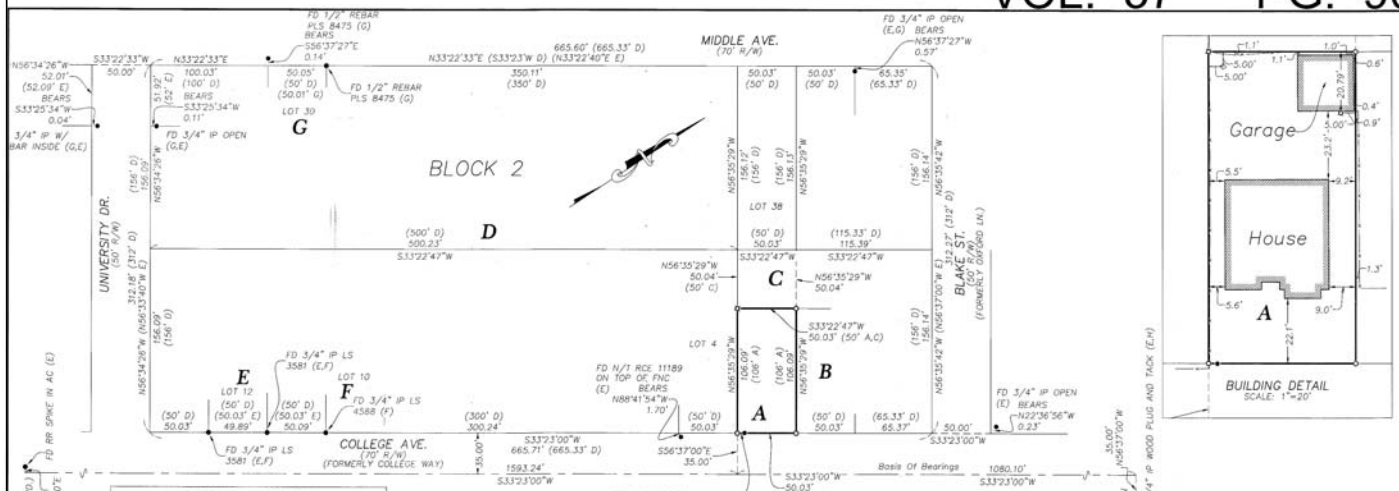 VOL.
PG.
FD 1/2" REBAR
PLS 8475 (G)
BEARS
S56°37'27"E
0.14'
FD 3/4" IP OPEN
(E,G) BEARS
N56°37'27"W
0.57'
MIDDLE AVE.
(70' R/W)
665.60' (665.33' D)
N33°22'33"E (S33°23'W D) (N33°22'40"E E)
N56°34'26"W
S33°22'33"W
50.00'
N33°22'33"E
100.03'
(100' D)
50.05'
(50' D)
(50.01' G)
350.11'
(350' D)
50.03'
(50' D)
50.03'
(50' D)
65.35'
(65.33' D)
52.01'
(52.09' E)
BEARS
S33°25'34"W
0.04'
3/4" IP W/
BAR INSIDE (G,E)
51.92'
(52' E)
BEARS
S33°25'34"W
0.11'
FD 3/4" IP OPEN
(G,E)
FD 1/2" REBAR
PLS 8475 (G)
LOT 39
G
BLOCK 2
N56°34'26"W
156.09'
(156' D)
N56°35'29"W
156.12'
(156' D)
(156' D)
156.13'
N56°35'29"W
(156' D)
156.14'
N56°35'42"W
LOT 38
UNIVERSITY DR.
(50' R/W)
312.18' (312' D)
N56°34'26"W (N56°33'40"W E)
(500' D)
500.23'
S33°22'47"W
D
(50' D)
50.03'
S33°22'47"W
(115.33' D)
115.39'
S33°22'47"W
312.27' (312' D)
N56°35'42"W (N56°37'00"W E)
BLAKE ST.
(50' R/W)
(FORMERLY OXFORD LN.)
N56°35'29"W
50.04'
(50' C)
C
N56°35'29"W
50.04'
S33°22'47"W
50.03' (50' A,C)
156.09'
(156' D)
(156' D)
156.14'
LOT 4
N56°35'29"W
106.09'
(106' A)
(106' A)
106.09'
N56°35'29"W
B
FD 3/4" IP LS
3581 (E,F)
E
LOT 12
(50' D)
(50.03' E)
49.89'
LOT 10
F
(50' D)
(50.03' E)
50.09'
FD 3/4" IP LS
4588 (F)
FD N/T RCE 11189
ON TOP OF FNC
(E) BEARS
N88°41'54"W
1.70'
(50' D)
50.03'
(300' D)
300.24'
(50' D)
50.03'
A
(50' D)
50.03'
(65.33' D)
65.37'
50.00'
S33°23'00"W
FD 3/4" IP OPEN
(E) BEARS
N22°36'56"W
0.23'
FD 3/4" IP LS
3581 (E,F)
COLLEGE AVE.
(70' R/W)
(FORMERLY COLLEGE WAY)
35.00'
S33°23'00"W
665.71' (665.33' D)
S56°37'00"E
35.00'
1593.24'
S33°23'00"W
S33°23'00"W
50.03'
Basis Of Bearings
1080.10'
S33°23'00"W
FD RR SPIKE IN AC (E)
35.00'
N56°37'00"W
3/4" IP WOOD PLUG AND TACK (E,H)
1.1'
5.00'
5.00'
1.0'
1.1'
0.6'
20.79'
Garage
0.4'
5.00'
0.9'
23.2'
5.5'
9.2'
House
1.3'
5.6'
A
9.0'
22.1'
BUILDING DETAIL
SCALE: 1"=20'